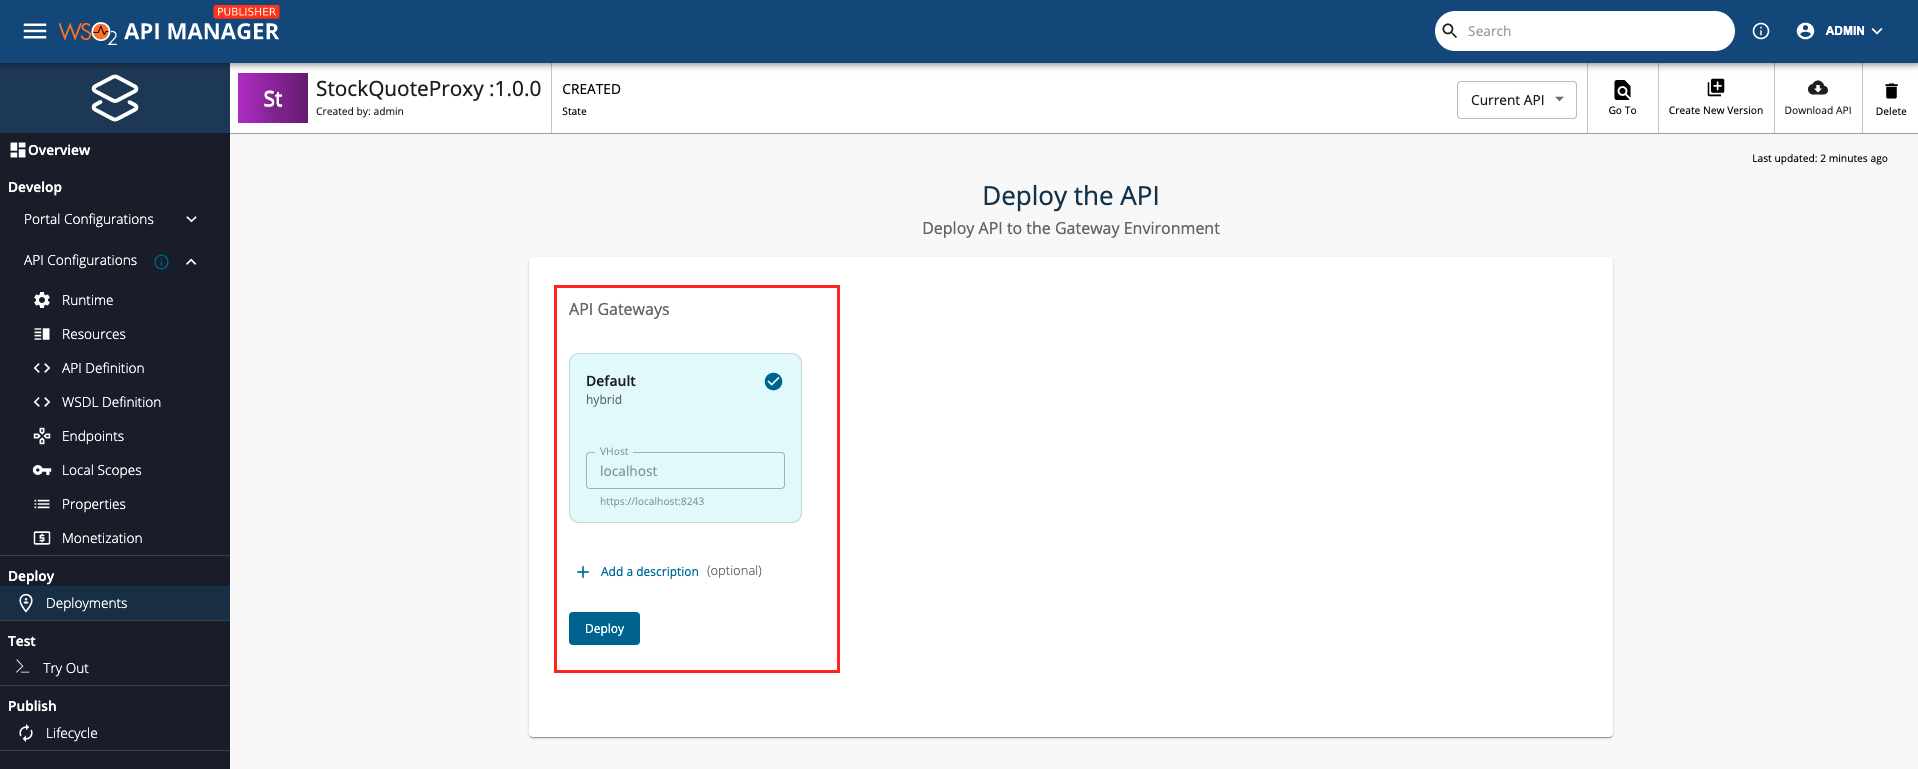 PUBLISHER
WSO2 API MANAGER
Search
ADMIN
St
StockQuoteProxy :1.0.0
Created by: admin
CREATED
State
Current API
Go To
Create New Version
Download API
Delete
Overview
Develop
Portal Configurations
API Configurations
Runtime
Resources
API Definition
WSDL Definition
Endpoints
Local Scopes
Properties
Monetization
Deploy
Deployments
Test
Try Out
Publish
Lifecycle
Last updated: 2 minutes ago
Deploy the API
Deploy API to the Gateway Environment
API Gateways
Default
hybrid
VHost
localhost
https://localhost:8243
Add a description (optional)
Deploy